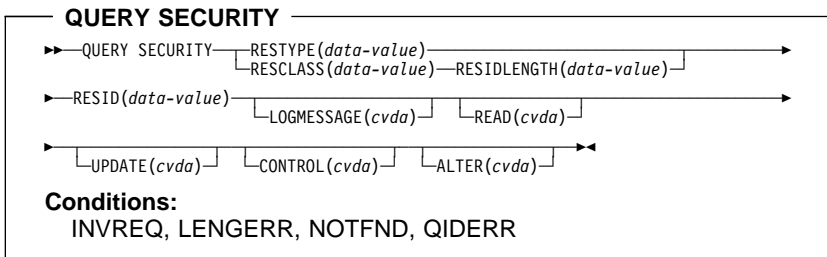 QUERY SECURITY
►►─QUERY SECURITY─RESTYPE(data-value)─►
RESCLASS(data-value)─RESIDLENGTH(data-value)
►─RESID(data-value)─►
LOGMESSAGE(cvda) READ(cvda)
►─►◄
UPDATE(cvda) CONTROL(cvda) ALTER(cvda)
Conditions:
INVREQ, LENGERR, NOTFND, QIDERR